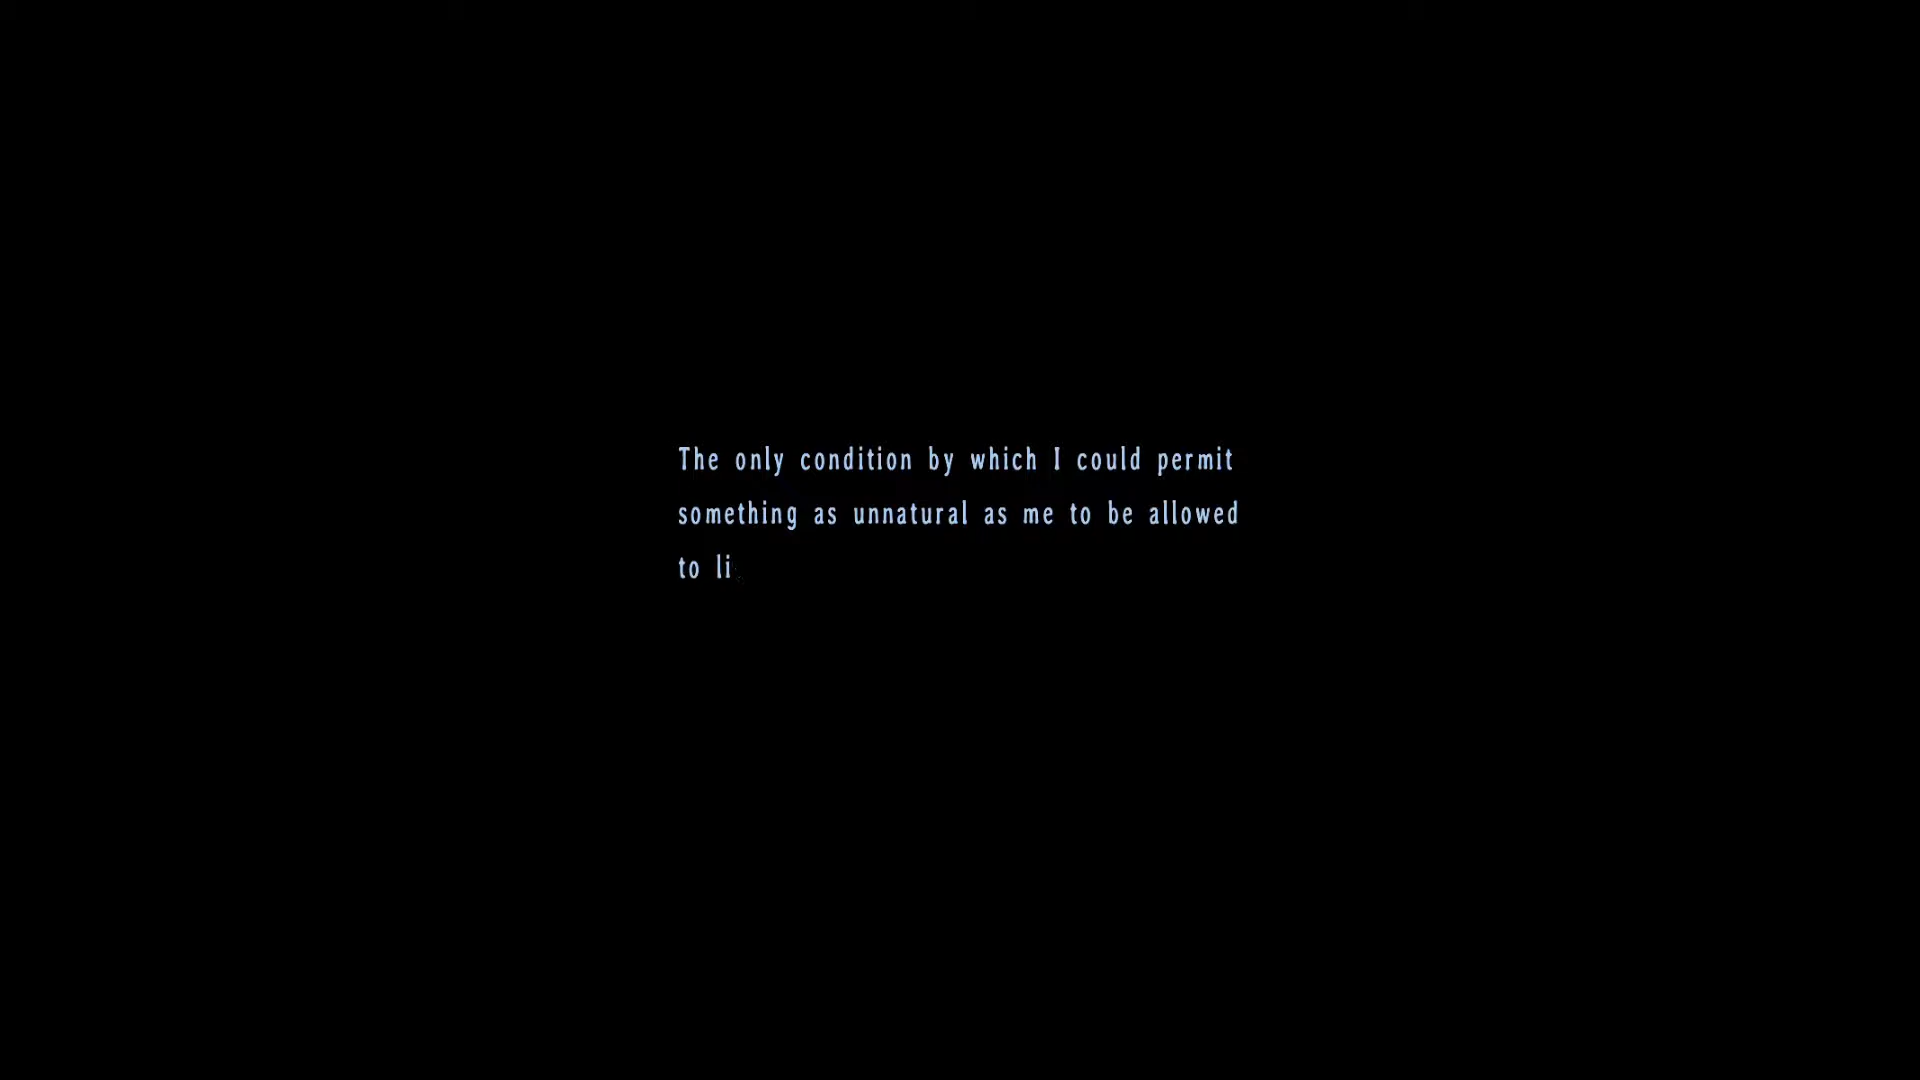 The only condition by which I could permit
something as unnatural as me to be allowed
to li